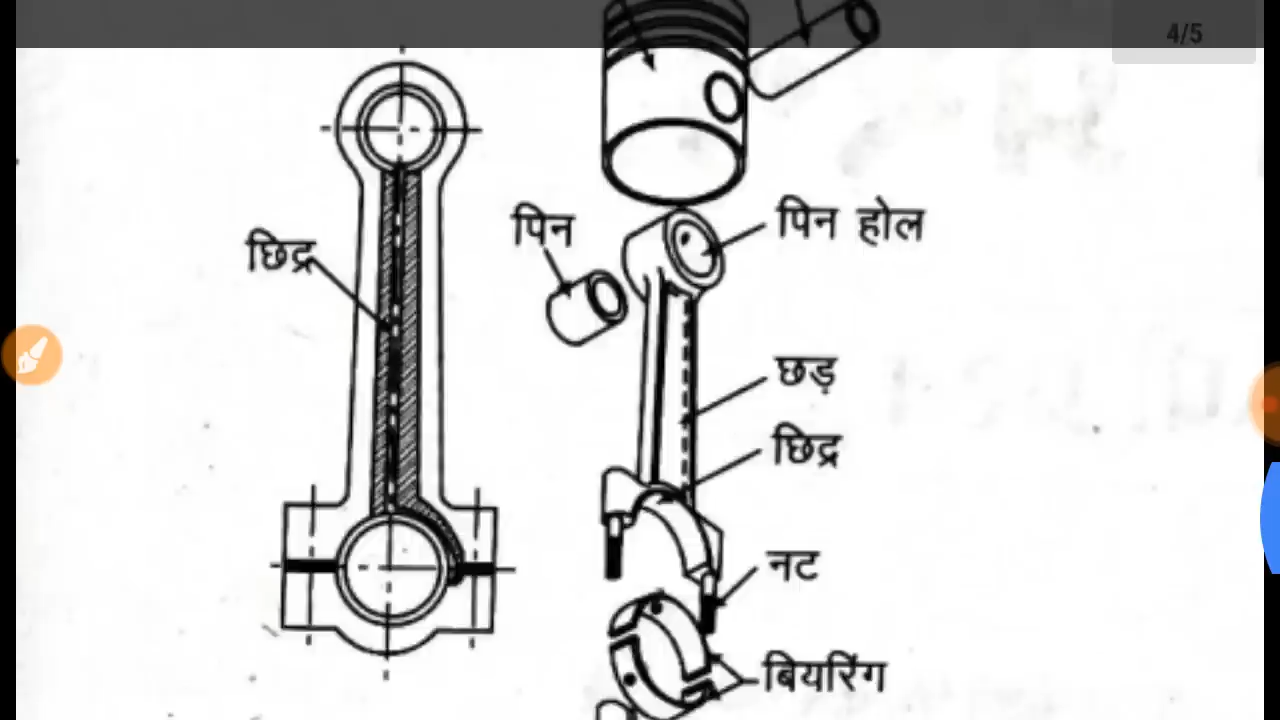 4/5
पिन होल
पिन
छिद्र
छड़
छिद्र
नट
बियरिंग